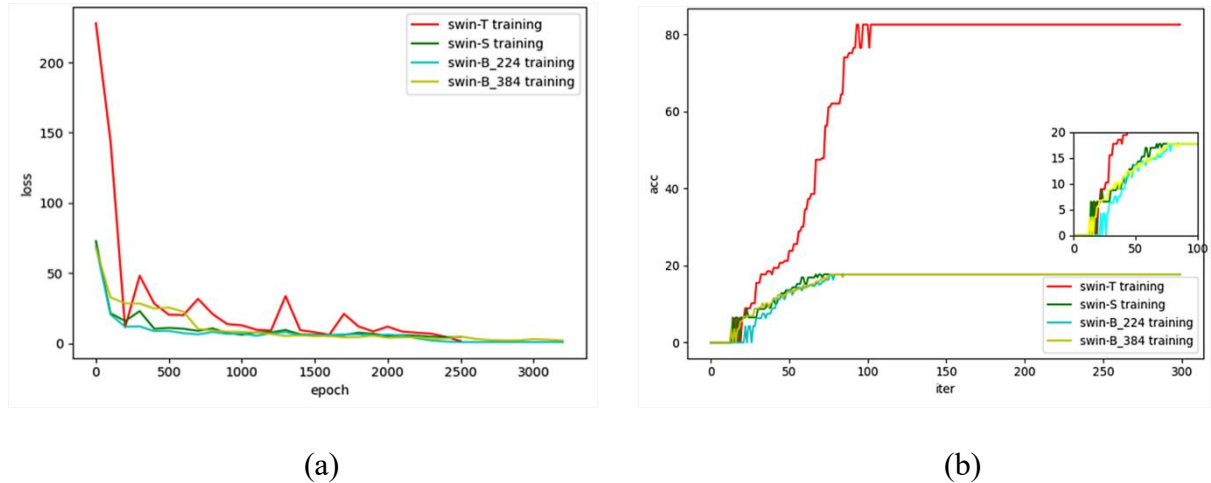 swin-T training
swin-S training
swin-B_224 training
swin-B_384 training
200
150
100
50
0
loss
0 500 1000 1500 2000 2500 3000
epoch
80
60
40
20
0
acc
20
15
10
5
0
0 50 100
swin-T training
swin-S training
swin-B_224 training
swin-B_384 training
0 50 100 150 200 250 300
iter
(a) (b)